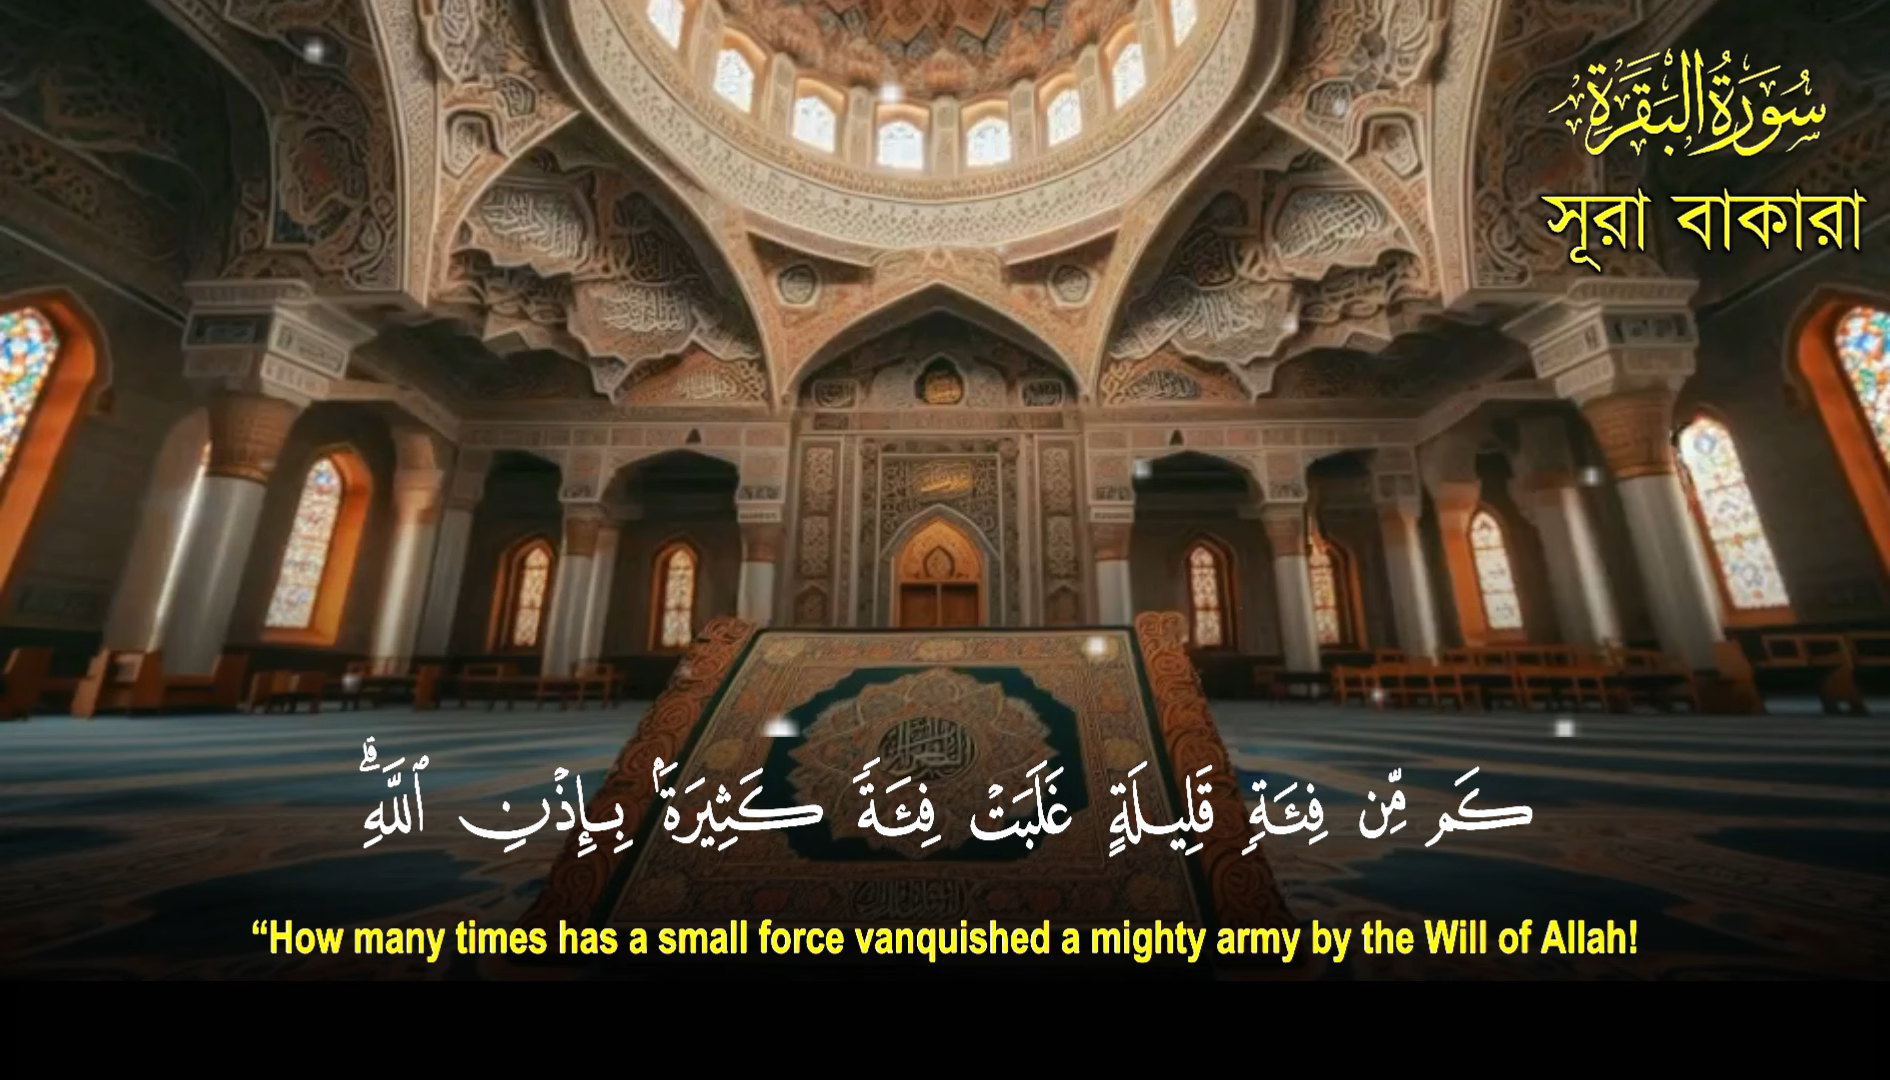 سُورَةُ البَقَرَةِ
সূরা বাকারা
كَم مِّن فِئَةٍ قَلِيلَةٍ غَلَبَتْ فِئَةً كَثِيرَةًۢ بِإِذْنِ ٱللَّهِۗ
“How many times has a small force vanquished a mighty army by the Will of Allah!